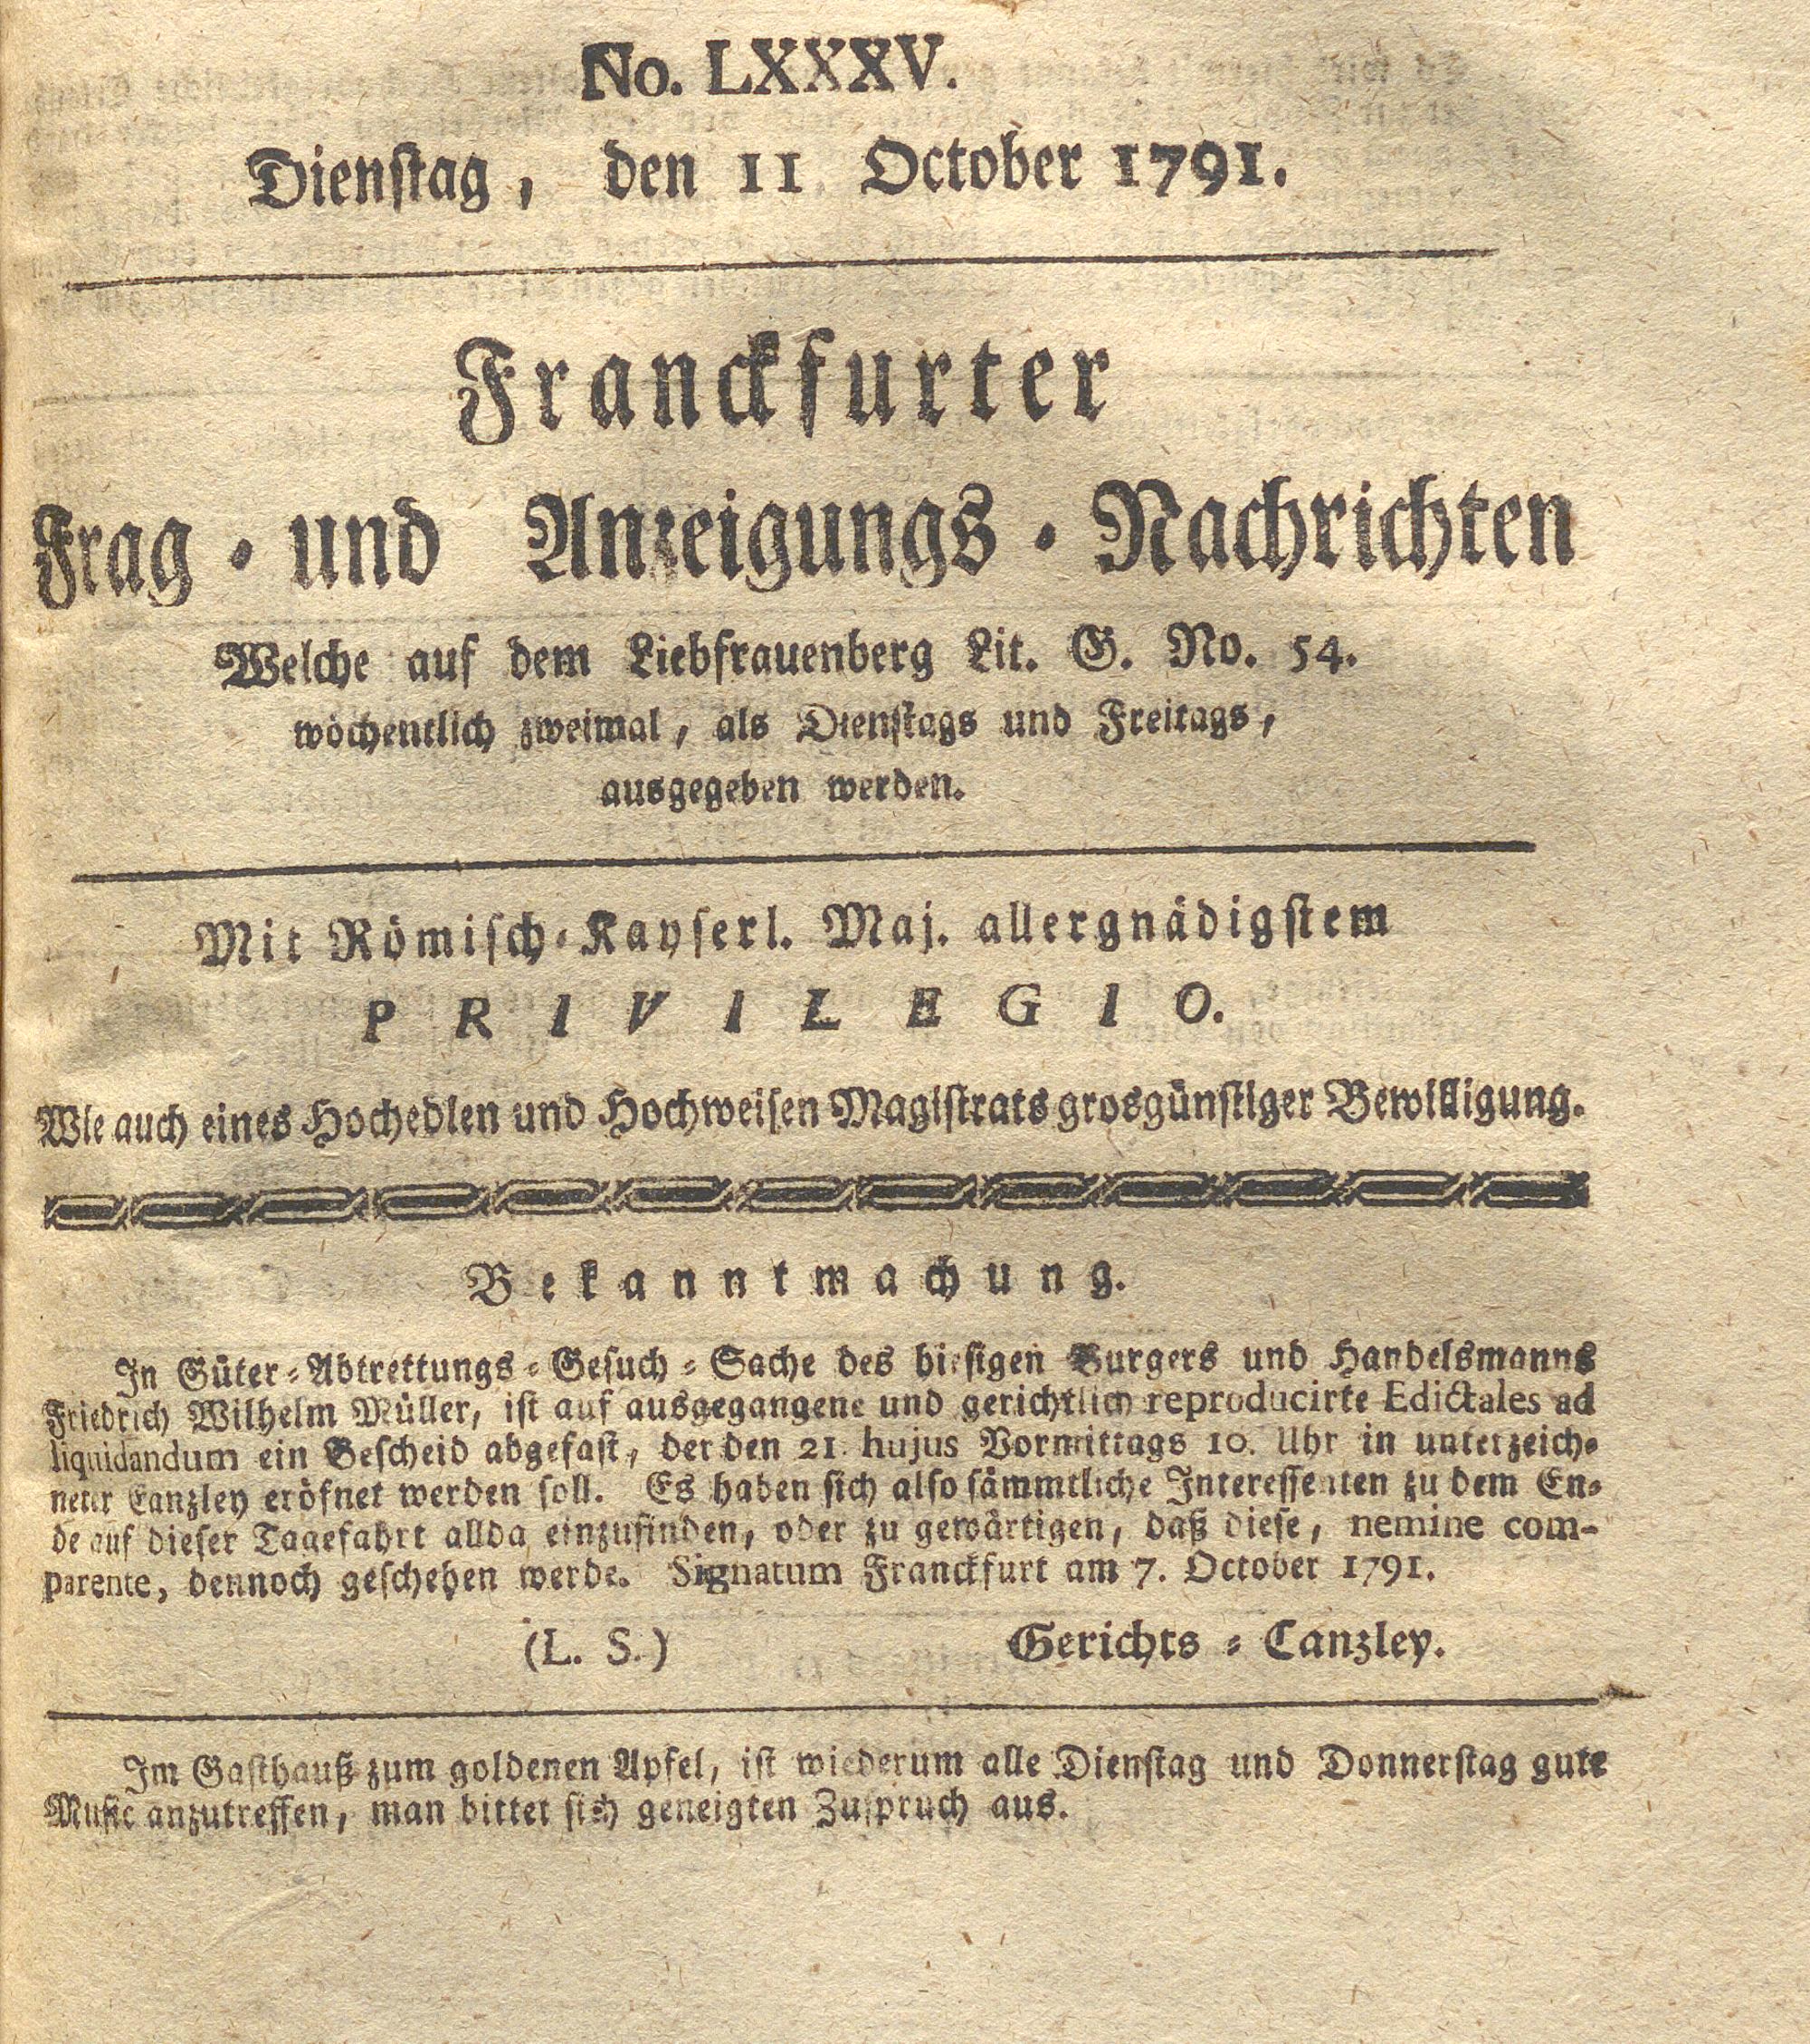 No. LXXXV.
Dienstag, den 11 October 1791.
Franckfurter
Frag- und Anzeigungs-Nachrichten
Welche auf dem Liebfrauenberg Lit. G. No. 54.
wöchentlich zweimal, als Dienstags und Freitags,
ausgegeben werden.
Mit Römisch-Kayserl. Maj. allergnädigstem
PRIVILEGIO.
Wie auch eines Hochedlen und Hochweisen Magistrats grosgünstiger Bewilligung.
Bekanntmachung.
In Güter-Abtrettungs-Gesuch-Sache des hiesigen Burgers und Handelsmanns
Friedrich Wilhelm Müller, ist auf ausgegangene und gerichtlich reproducirte Edictales ad
liquidandum ein Bescheid abgefast, der den 21 hujus Vormittags 10. Uhr in unterzeich-
neter Canzley eröfnet werden soll. Es haben sich also sämmtliche Interessenten zu dem En-
de auf dieser Tagefahrt allda einzufinden, oder zu gewärtigen, daß diese, nemine com-
parente, dennoch geschehen werde. Signatum Franckfurt am 7. October 1791.
(L. S.) Gerichts-Canzley.
Im Gasthauß zum goldenen Apfel, ist wiederum alle Dienstag und Donnerstag gute
Music anzutreffen, man bittet sich geneigten Zuspruch aus.